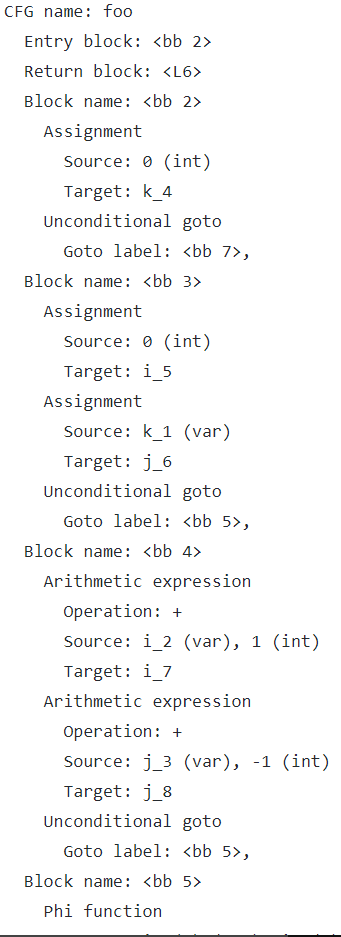 CFG name: foo
Entry block: <bb 2>
Return block: <L6>
Block name: <bb 2>
Assignment
Source: 0 (int)
Target: k_4
Unconditional goto
Goto label: <bb 7>,
Block name: <bb 3>
Assignment
Source: 0 (int)
Target: i_5
Assignment
Source: k_1 (var)
Target: j_6
Unconditional goto
Goto label: <bb 5>,
Block name: <bb 4>
Arithmetic expression
Operation: +
Source: i_2 (var), 1 (int)
Target: i_7
Arithmetic expression
Operation: +
Source: j_3 (var), -1 (int)
Target: j_8
Unconditional goto
Goto label: <bb 5>,
Block name: <bb 5>
Phi function